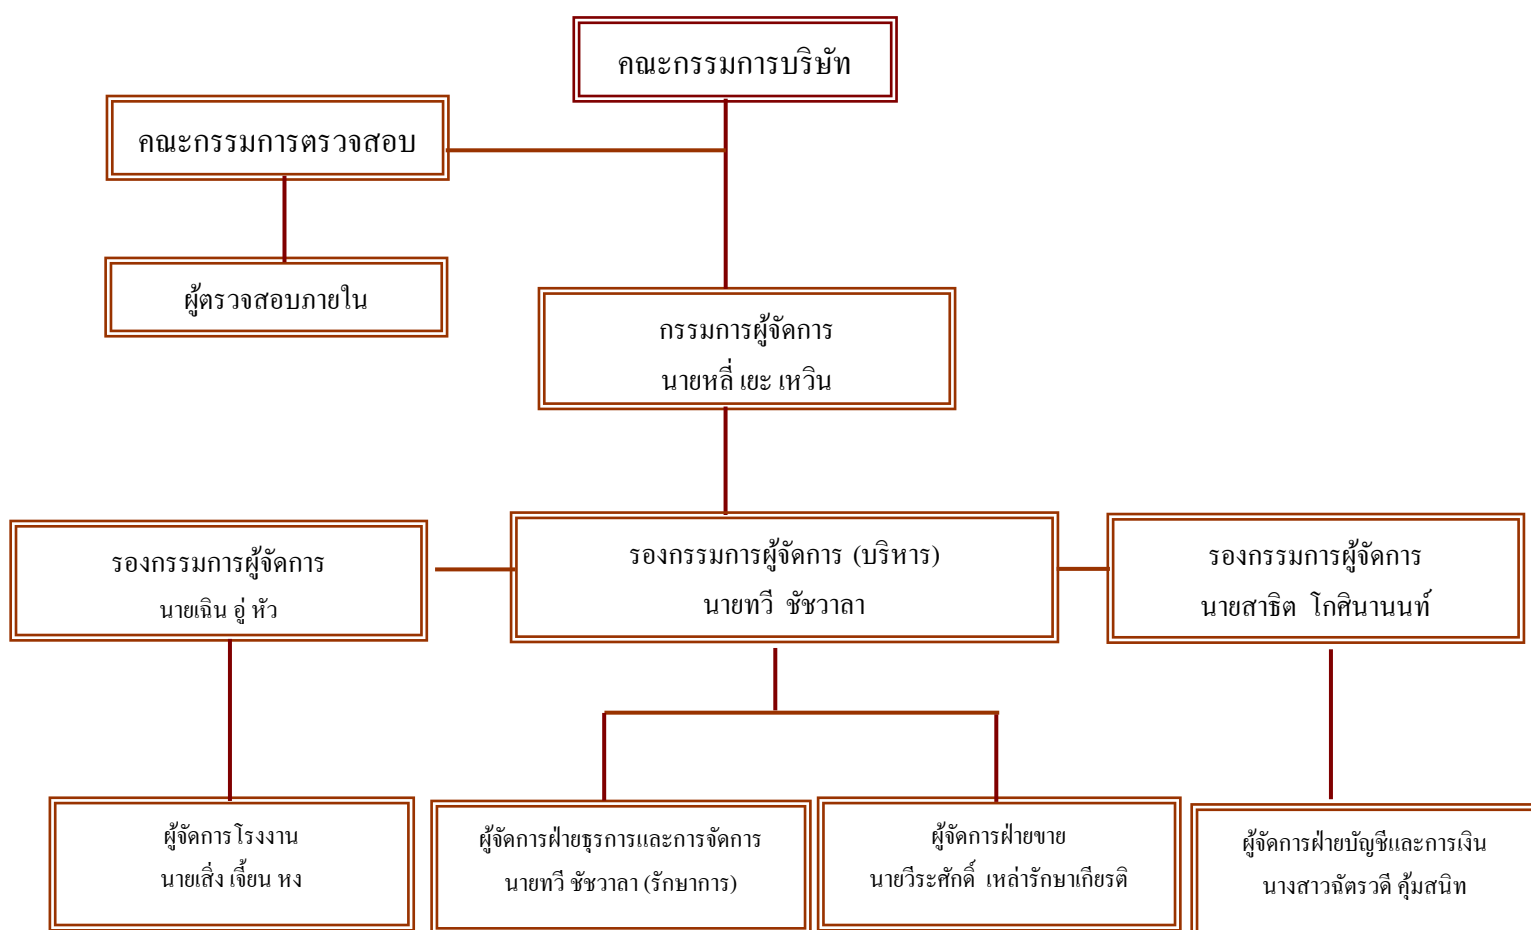 คณะกรรมการบริษัท
คณะกรรมการตรวจสอบ
ผู้ตรวจสอบภายใน
กรรมการผู้จัดการ
นายหลี่ เยะ เหวิน
รองกรรมการผู้จัดการ
นายเฉิน อู่ หัว
รองกรรมการผู้จัดการ (บริหาร)
นายทวี ชัชวาลา
รองกรรมการผู้จัดการ
นายสาธิต โกศินานนท์
ผู้จัดการโรงงาน
นายเสิ่ง เจี้ยน หง
ผู้จัดการฝ่ายธุรการและการจัดการ
นายทวี ชัชวาลา (รักษาการ)
ผู้จัดการฝ่ายขาย
นายวีระศักดิ์ เหล่ารักษาเกียรติ
ผู้จัดการฝ่ายบัญชีและการเงิน
นางสาวฉัตรวดี คุ้มสนิท